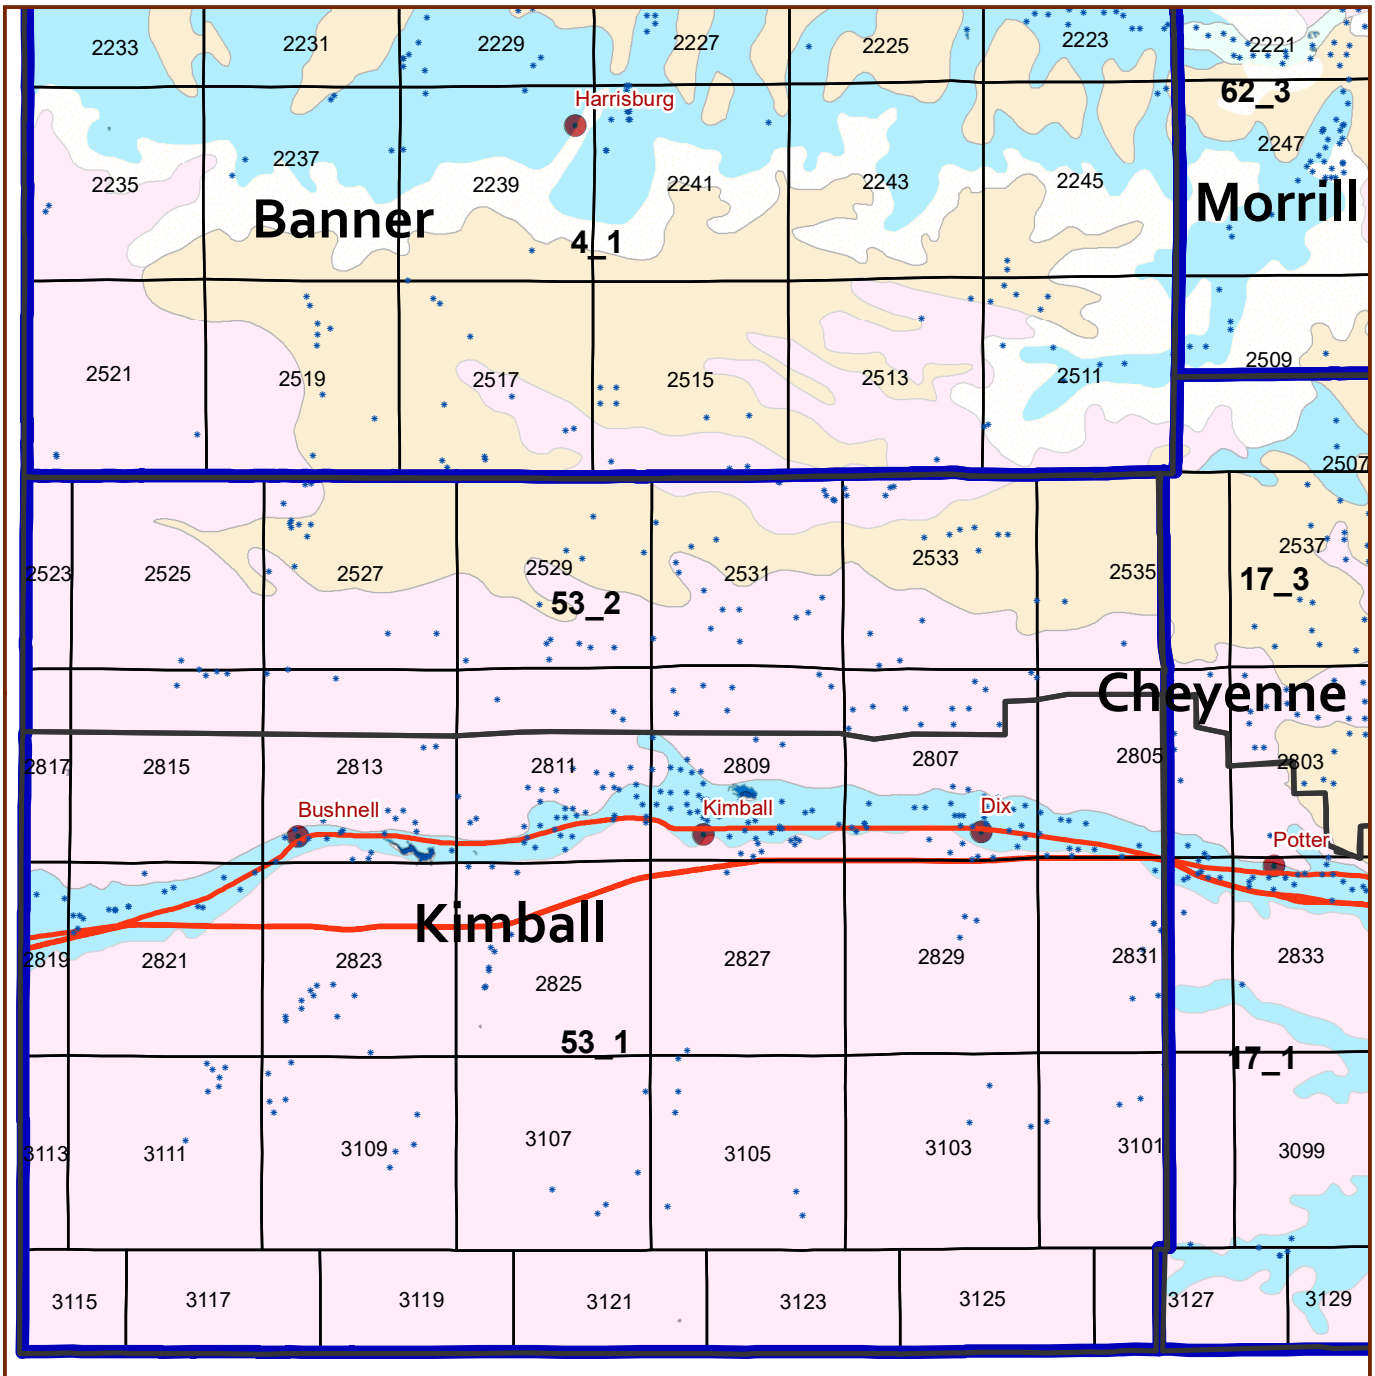 2233 2231 2229 2227 2225 2223 2221
62_3
Harrisburg
2235 2237 2239 2241 2243 2245 2247
Banner Morrill
4_1
2521 2519 2517 2515 2513 2511 2509
2507
2523 2525 2527 2529 2531 2533 2535 2537
53_2 17_3
Cheyenne
2817 2815 2813 2811 2809 2807 2805 2803
Bushnell Kimball Dix
Potter
Kimball
2819 2821 2823 2825 2827 2829 2831 2833
53_1 17_1
3113 3111 3109 3107 3105 3103 3101 3099
3115 3117 3119 3121 3123 3125 3127 3129